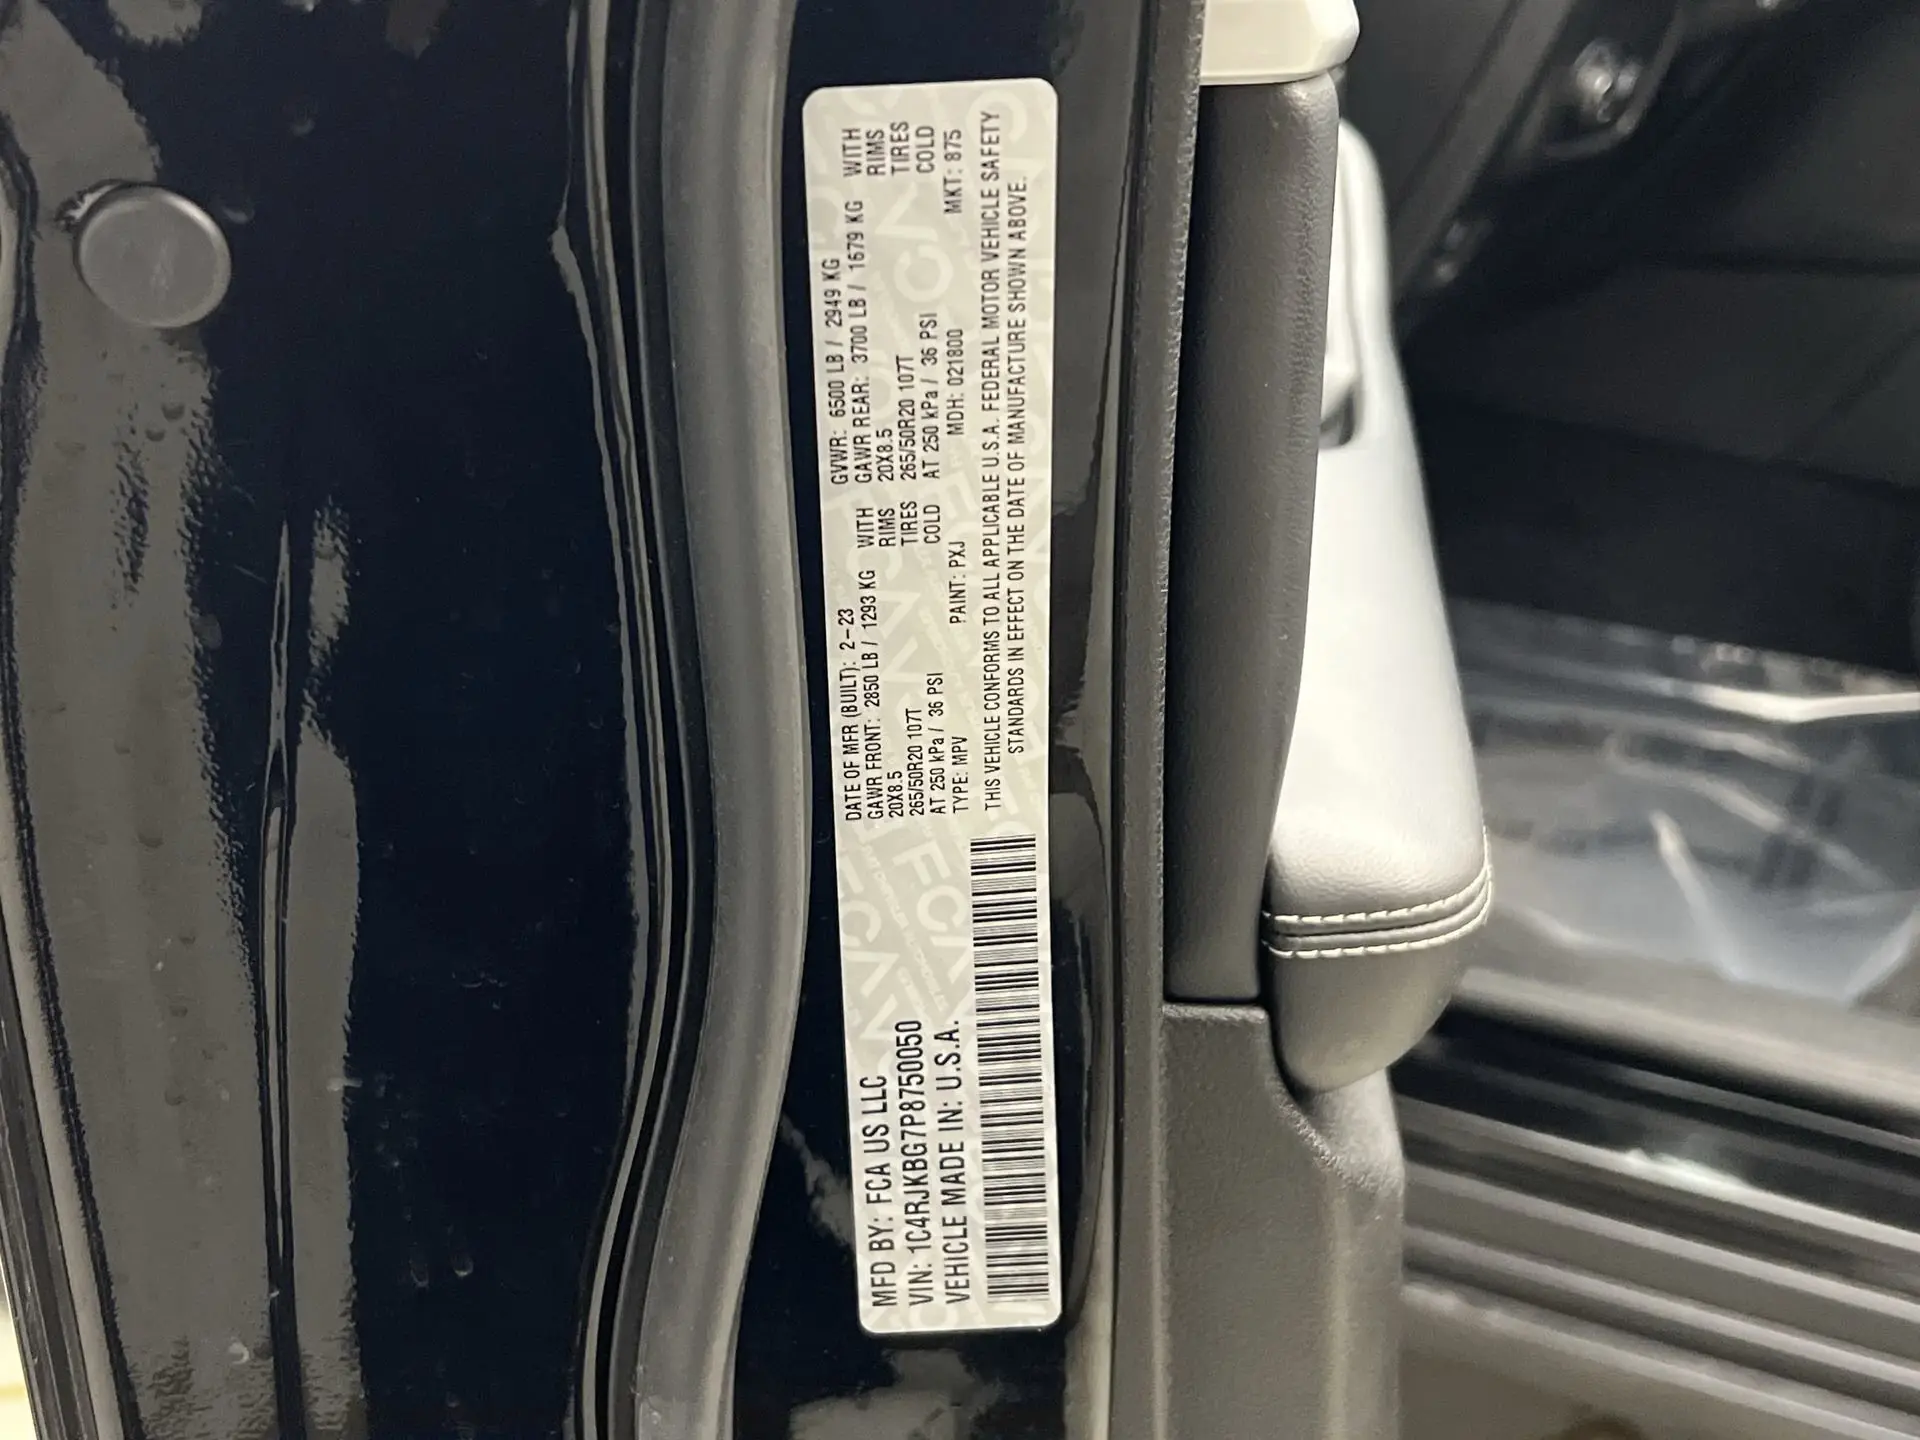 MFD BY: FCA US LLC
VIN: 1C4RJKBG7P8750050
VEHICLE MADE IN: U.S.A.
DATE OF MFR (BUILT): 2-23 GVWR: 6500 LB / 2949 KG
GAWR FRONT: 2850 LB / 1293 KG WITH GAWR REAR: 3700 LB / 1679 KG WITH
20X8.5 RIMS 20X8.5 RIMS
265/50R20 107T TIRES 265/50R20 107T TIRES
AT 250 kPa / 36 PSI COLD AT 250 kPa / 36 PSI COLD
TYPE: MPV PAINT: PXJ MDH: 021800 MKT: 875
THIS VEHICLE CONFORMS TO ALL APPLICABLE U.S.A. FEDERAL MOTOR VEHICLE SAFETY
STANDARDS IN EFFECT ON THE DATE OF MANUFACTURE SHOWN ABOVE.